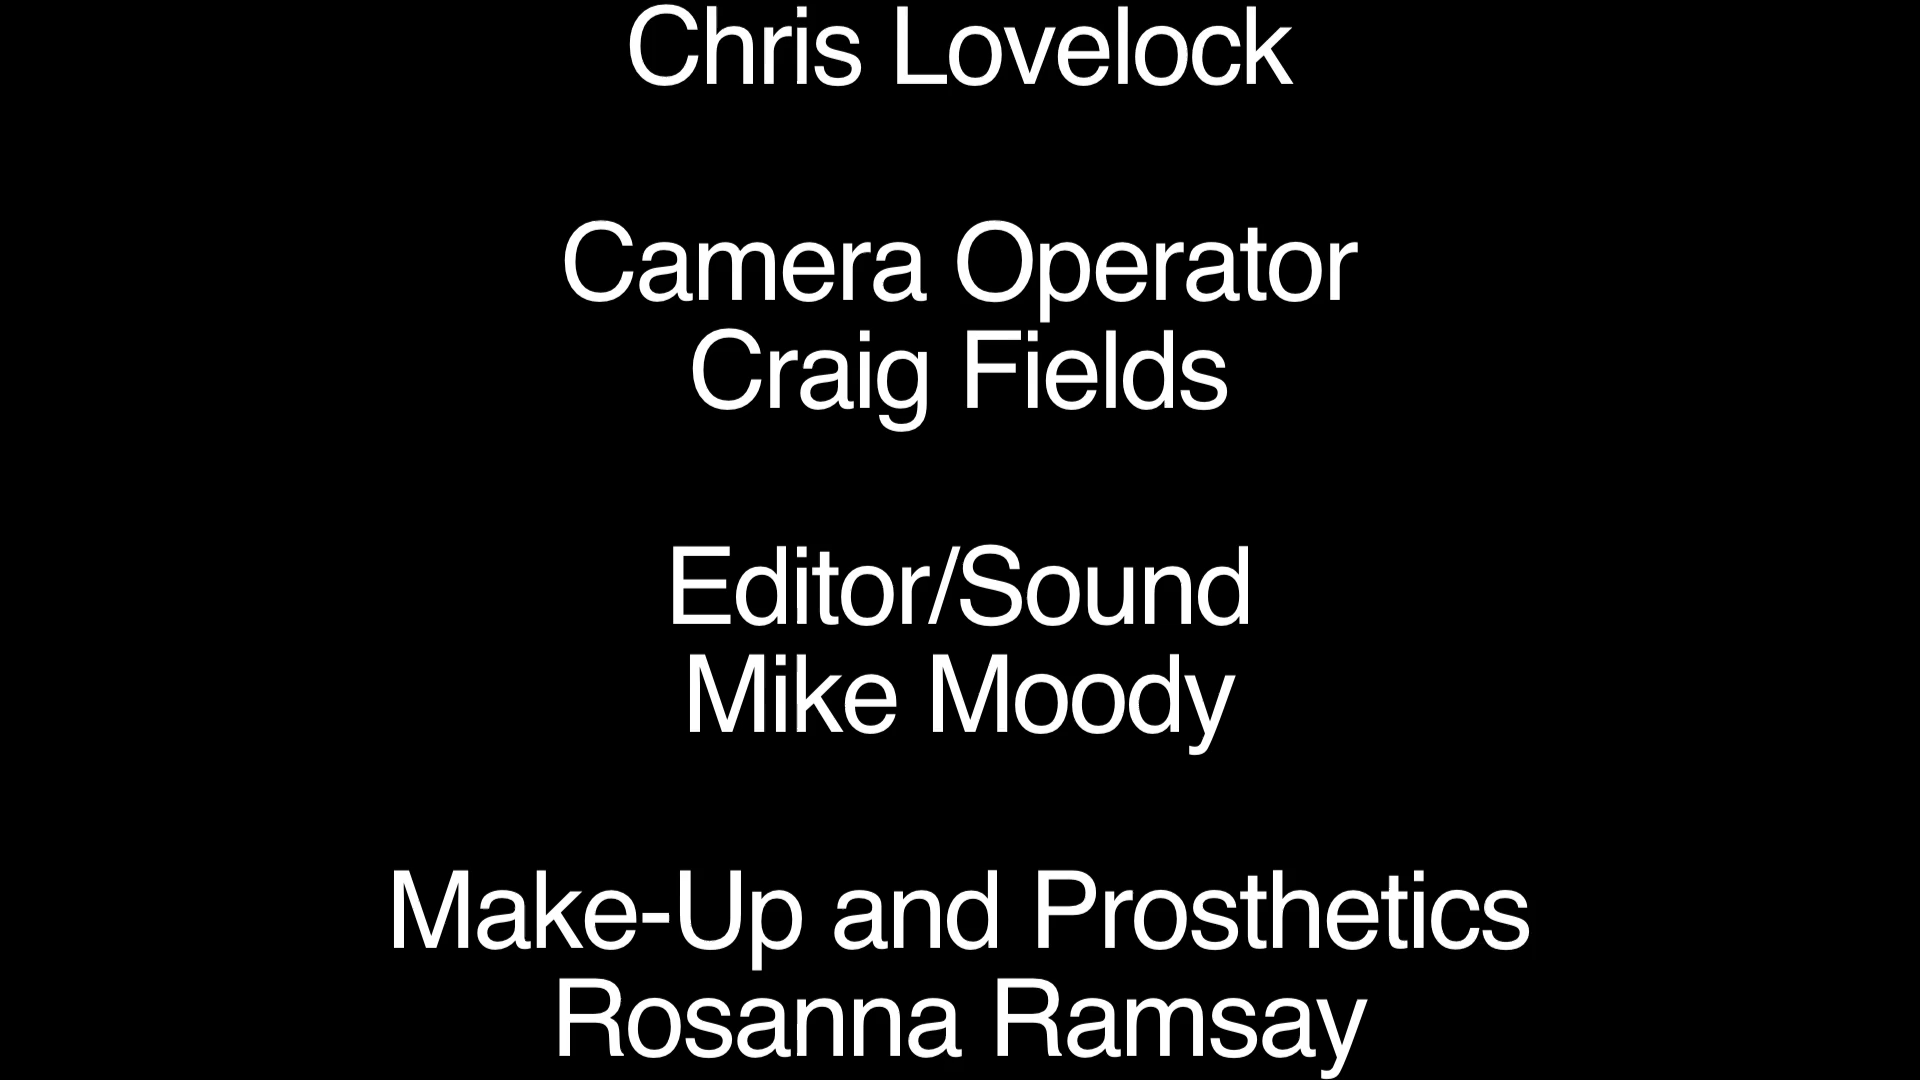 Chris Lovelock
Camera Operator
Craig Fields
Editor/Sound
Mike Moody
Make-Up and Prosthetics
Rosanna Ramsay